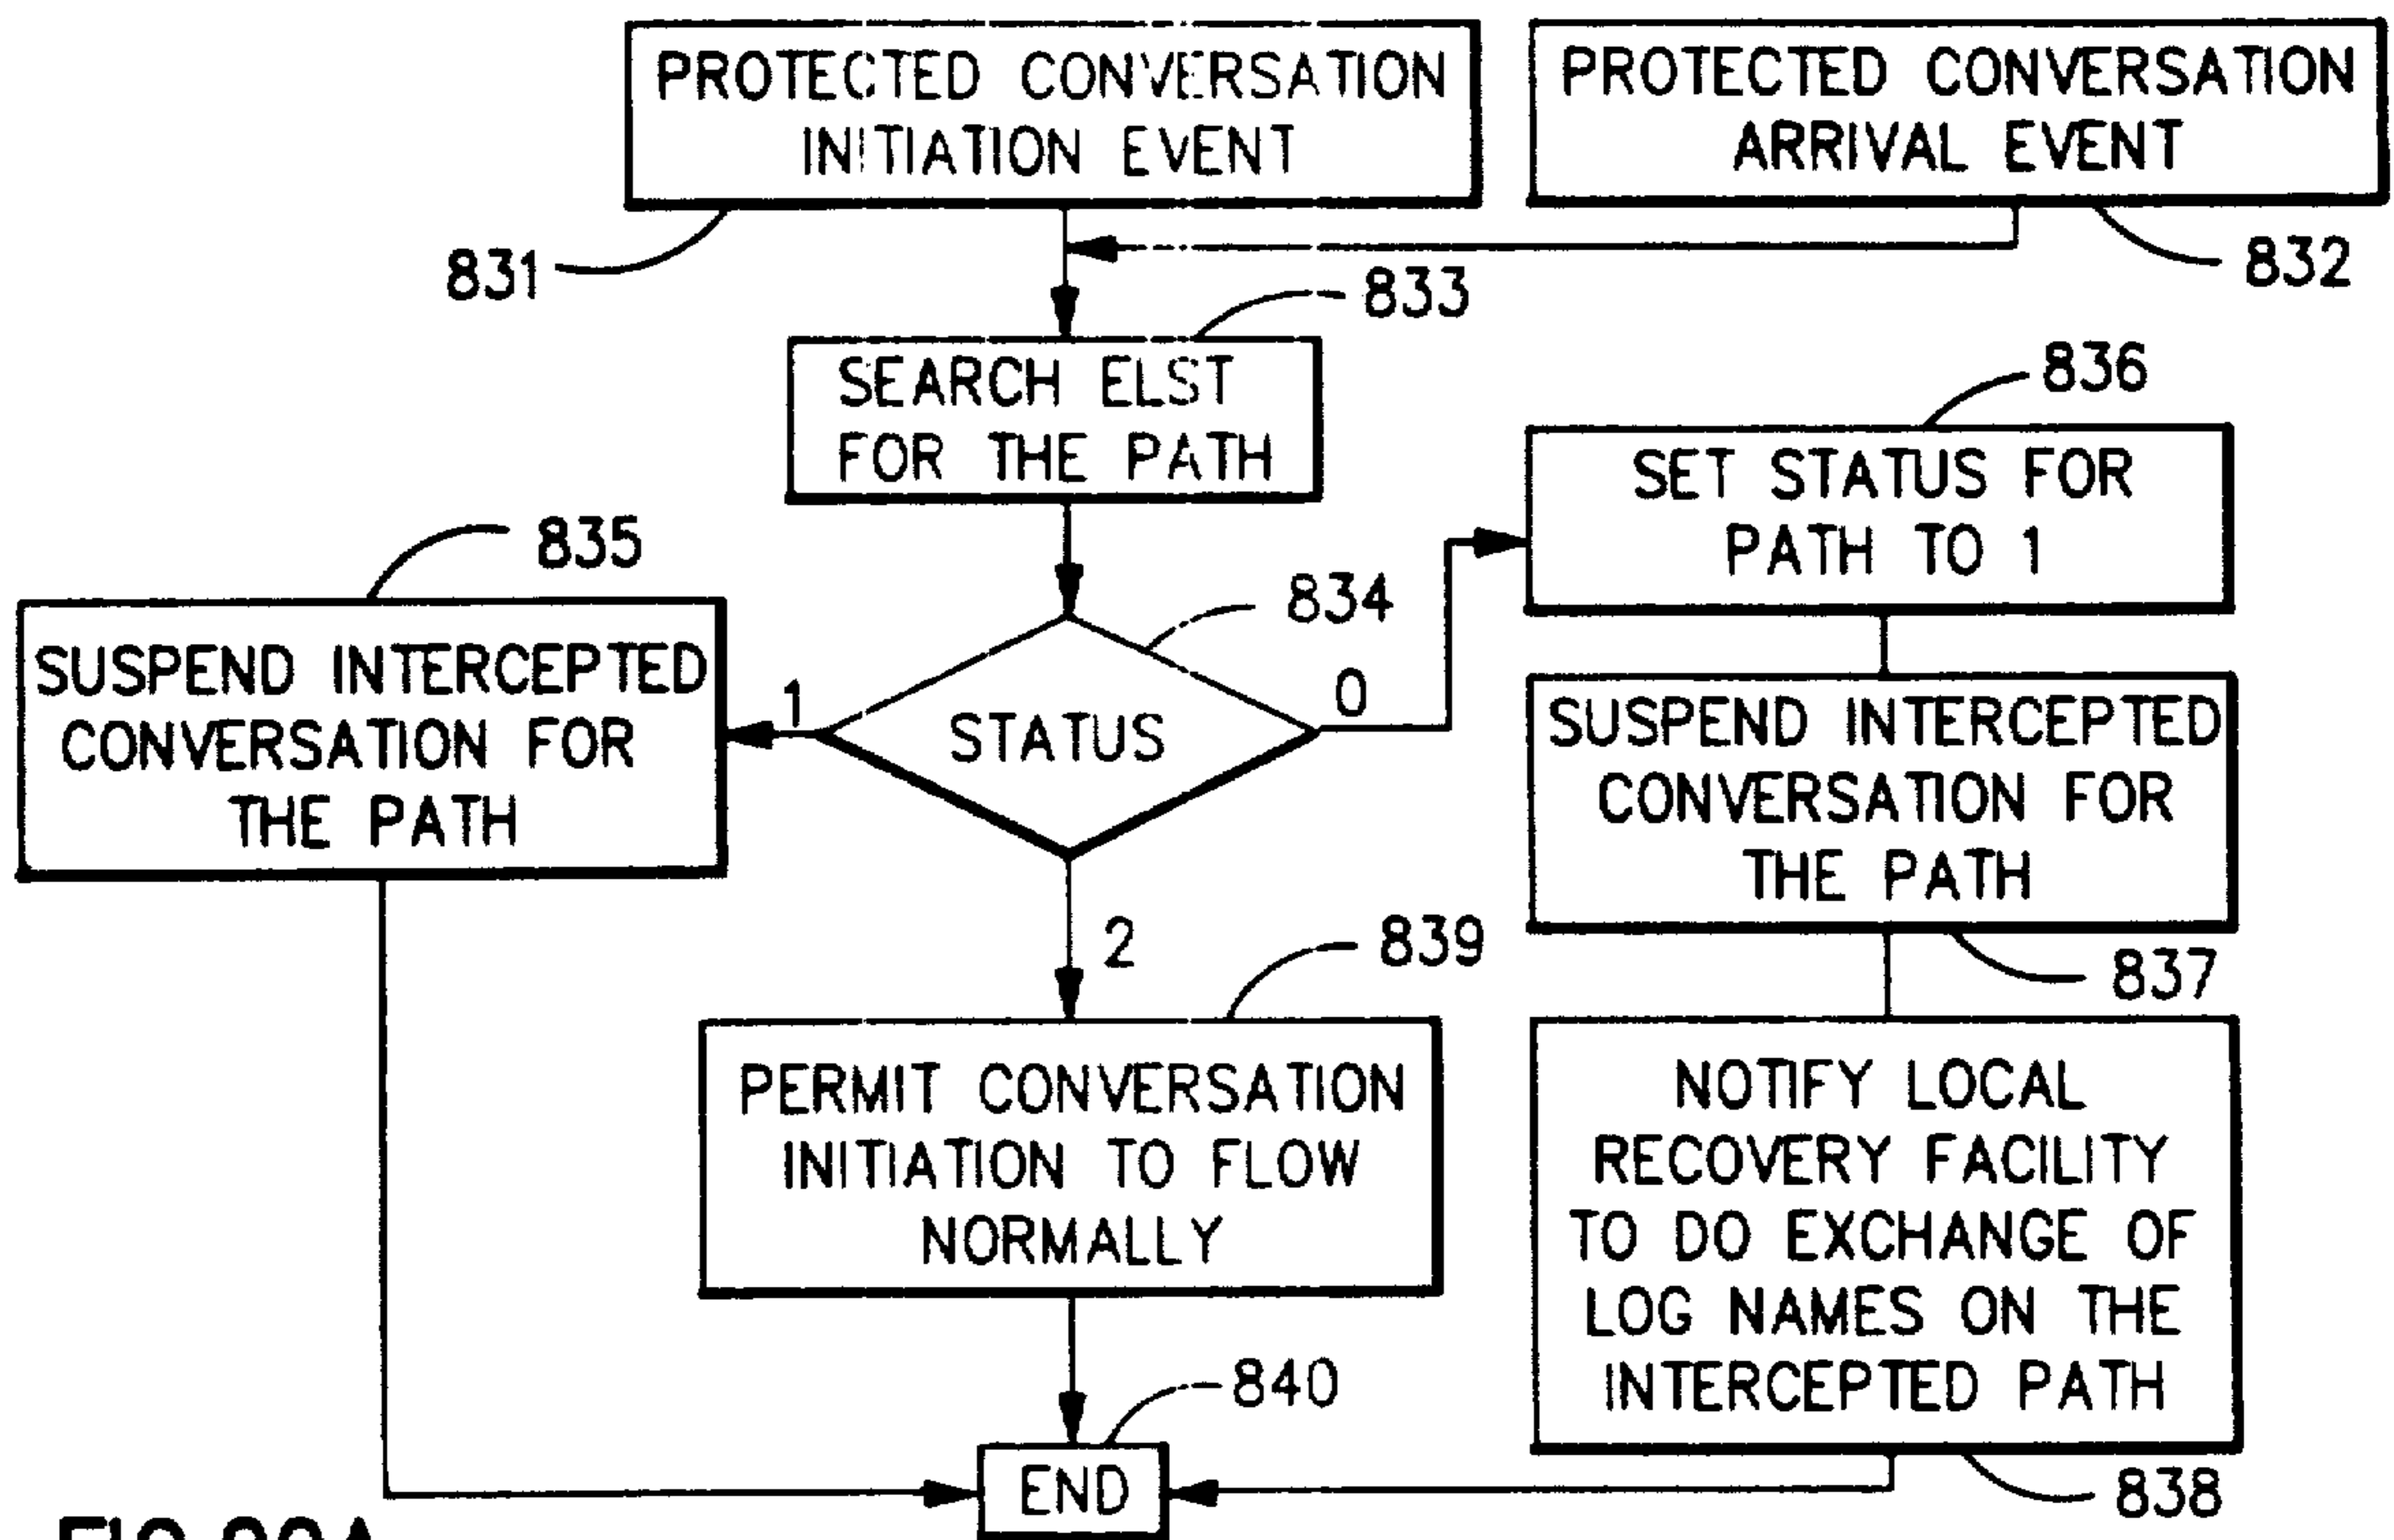 PROTECTED CONVERSATION
INITIATION EVENT
PROTECTED CONVERSATION
ARRIVAL EVENT
831
832
833
SEARCH ELST
FOR THE PATH
836
SET STATUS FOR
PATH TO 1
835
834
SUSPEND INTERCEPTED
CONVERSATION FOR
THE PATH
1
STATUS
0
SUSPEND INTERCEPTED
CONVERSATION FOR
THE PATH
2
839
837
PERMIT CONVERSATION
INITIATION TO FLOW
NORMALLY
NOTIFY LOCAL
RECOVERY FACILITY
TO DO EXCHANGE OF
LOG NAMES ON THE
INTERCEPTED PATH
840
END
838